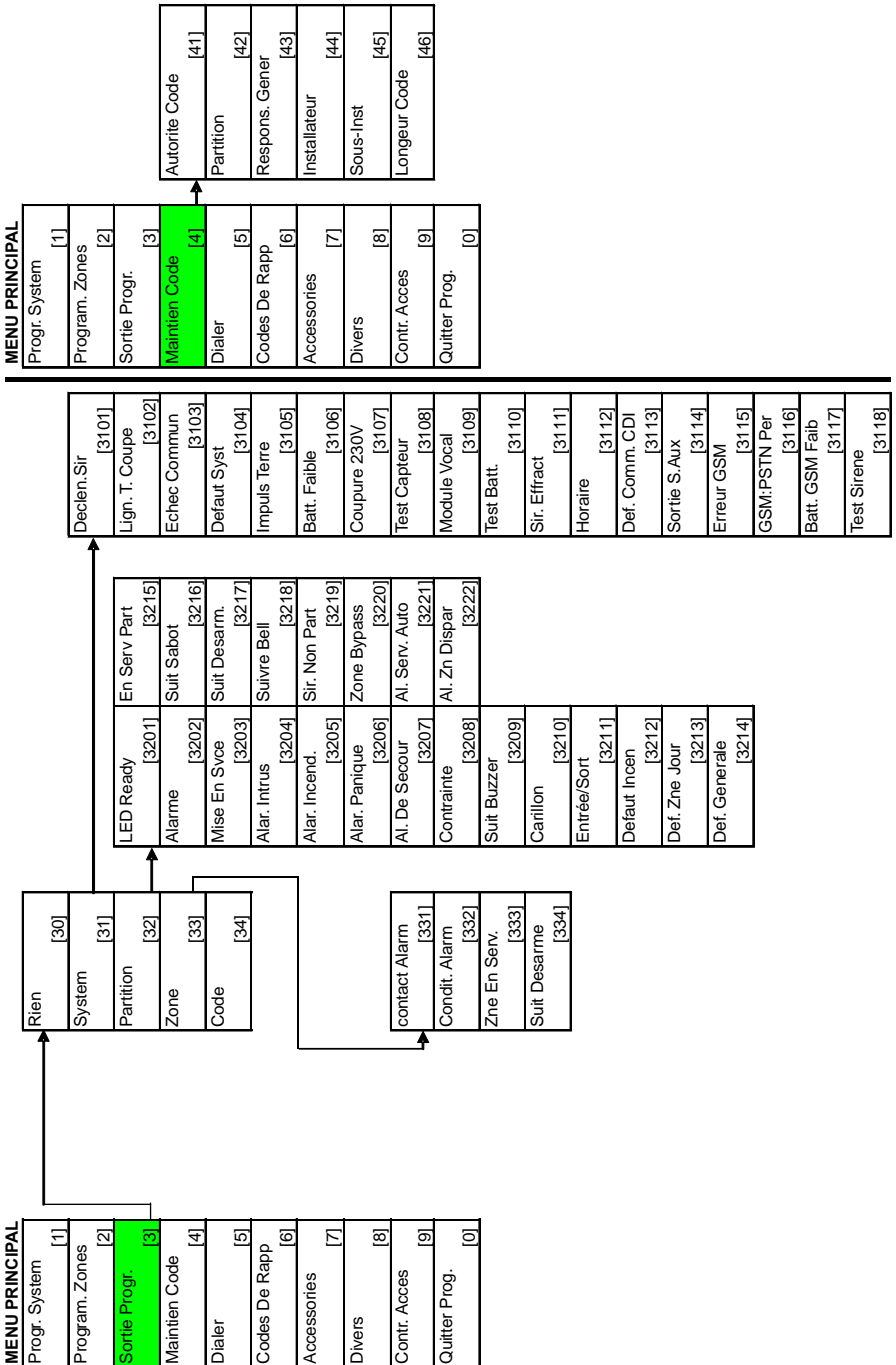 MENU PRINCIPAL
Progr. System
[1]
Program. Zones
[2]
Sortie Progr.
[3]
Maintien Code
[4]
Dialer
[5]
Codes De Rapp
[6]
Accessories
[7]
Divers
[8]
Contr. Acces
[9]
Quitter Prog.
[0]
Rien
[30]
System
[31]
Partition
[32]
Zone
[33]
Code
[34]
contact Alarm
[331]
Condit. Alarm
[332]
Zne En Serv.
[333]
Suit Desarme
[334]
LED Ready
[3201]
Alarme
[3202]
Mise En Svce
[3203]
Alar. Intrus
[3204]
Alar. Incend.
[3205]
Alar. Panique
[3206]
Al. De Secour
[3207]
Contrainte
[3208]
Suit Buzzer
[3209]
Carillon
[3210]
Entrée/Sort
[3211]
Defaut Incen
[3212]
Def. Zne Jour
[3213]
Def. Generale
[3214]
En Serv Part
[3215]
Suit Sabot
[3216]
Suit Desarm.
[3217]
Suivre Bell
[3218]
Sir. Non Part
[3219]
Zone Bypass
[3220]
Al. Serv. Auto
[3221]
Al. Zn Dispar
[3222]
Declen.Sir
[3101]
Lign. T. Coupe
[3102]
Echec Commun
[3103]
Defaut Syst
[3104]
Impuls Terre
[3105]
Batt. Faible
[3106]
Coupure 230V
[3107]
Test Capteur
[3108]
Module Vocal
[3109]
Test Batt.
[3110]
Sir. Effract
[3111]
Horaire
[3112]
Def. Comm. CDI
[3113]
Sortie S.Aux
[3114]
Erreur GSM
[3115]
GSM:PSTN Per
[3116]
Batt. GSM Faib
[3117]
Test Sirene
[3118]
MENU PRINCIPAL
Progr. System
[1]
Program. Zones
[2]
Sortie Progr.
[3]
Maintien Code
[4]
Dialer
[5]
Codes De Rapp
[6]
Accessories
[7]
Divers
[8]
Contr. Acces
[9]
Quitter Prog.
[0]
Autorite Code
[41]
Partition
[42]
Respons. Gener
[43]
Installateur
[44]
Sous-Inst
[45]
Longeur Code
[46]